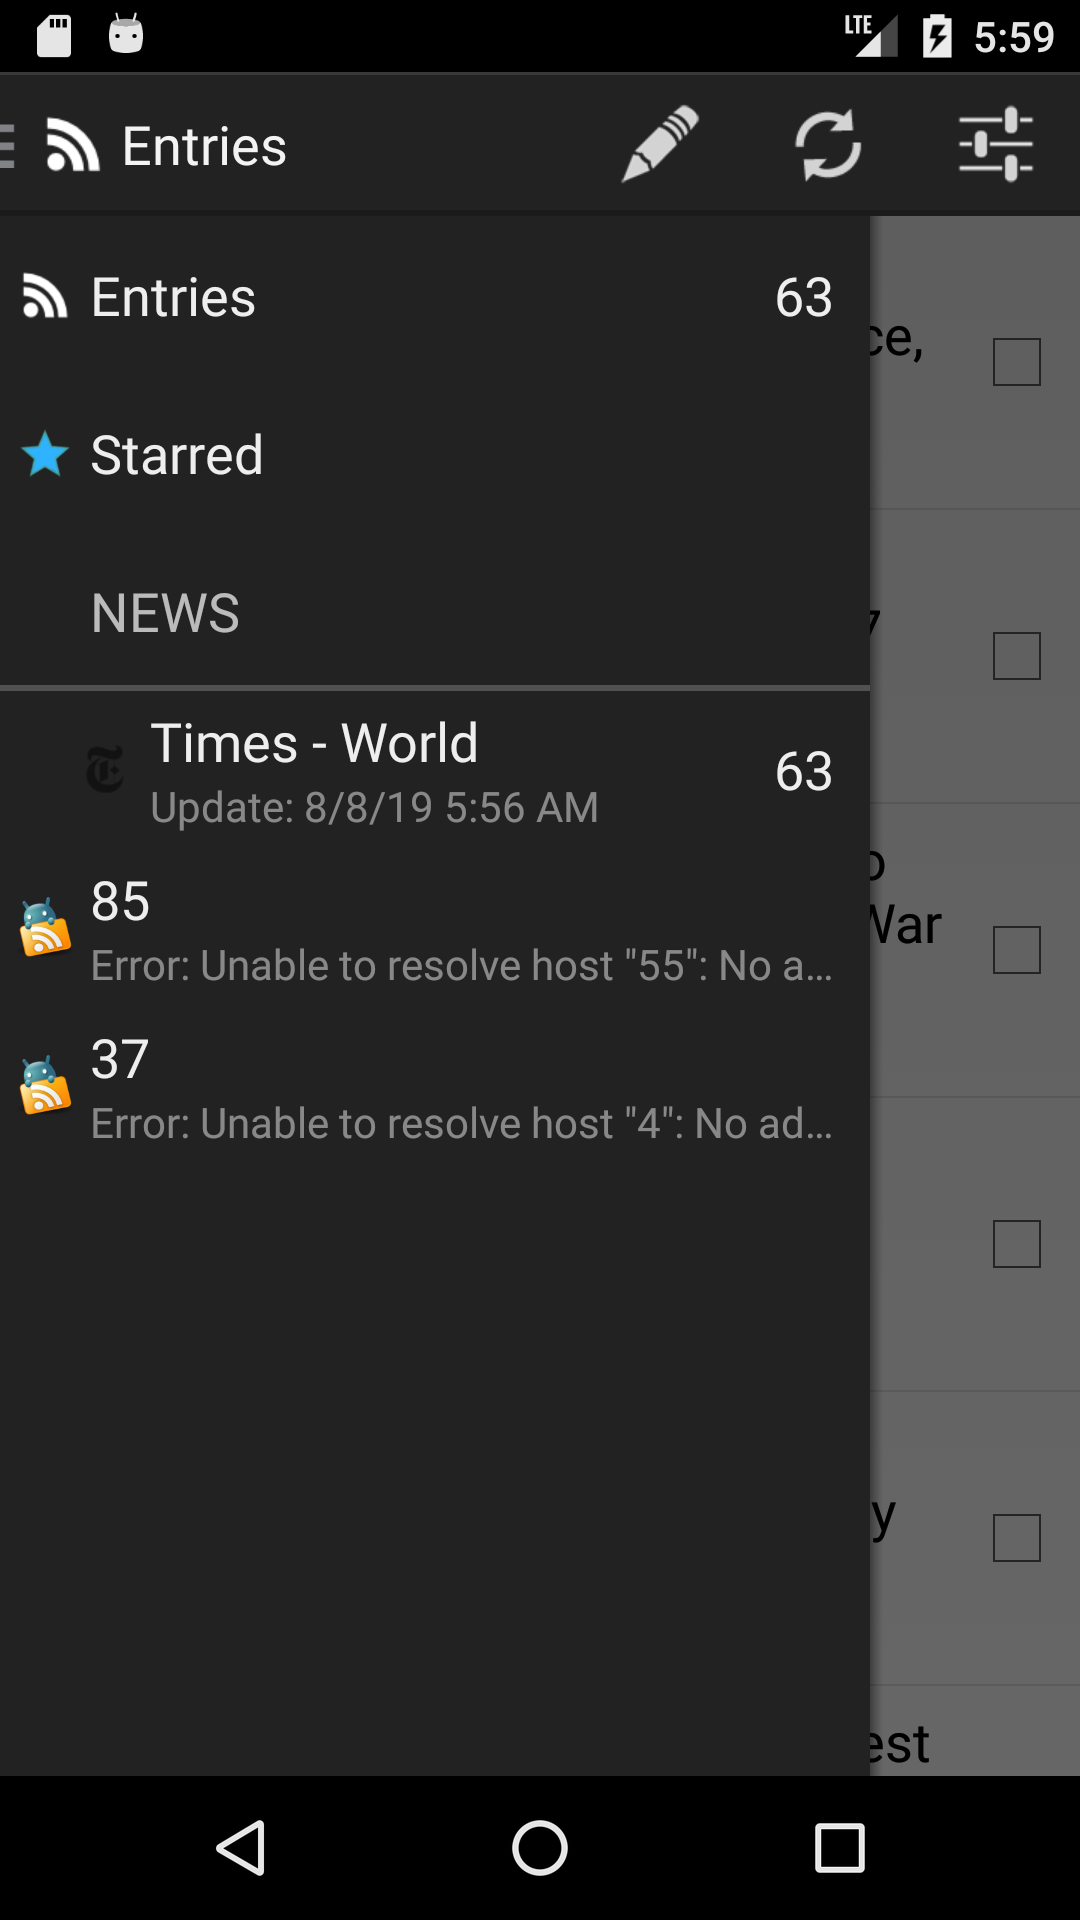 LTE 5:59
Entries
Entries 63
ce,
Starred
NEWS
Times - World
Update: 8/8/19 5:56 AM
63
85
War
Error: Unable to resolve host "55": No a...
37
Error: Unable to resolve host "4": No ad...
y
est